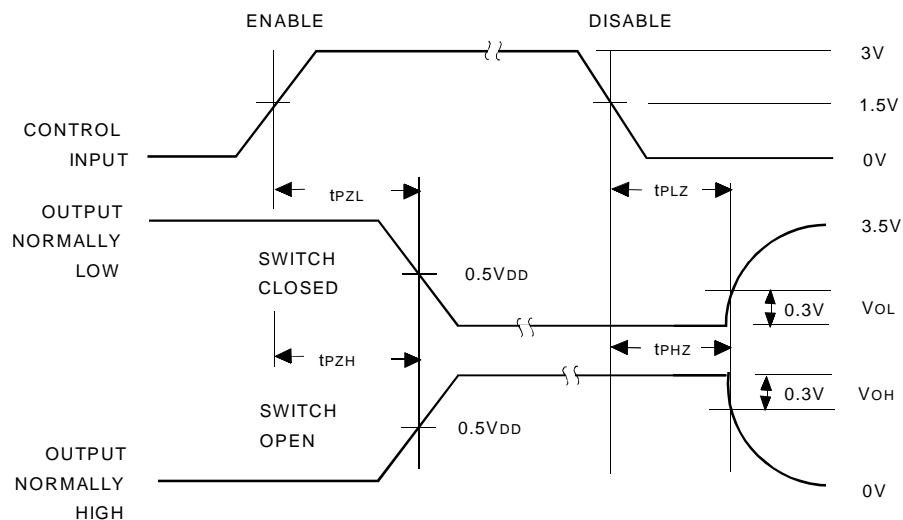 ENABLE
DISABLE
3V
1.5V
CONTROL
INPUT
0V
tPZL
tPLZ
OUTPUT
NORMALLY
LOW
3.5V
SWITCH
CLOSED
0.5VDD
0.3V
VOL
tPZH
tPHZ
0.3V
VOH
SWITCH
OPEN
0.5VDD
OUTPUT
NORMALLY
HIGH
0V